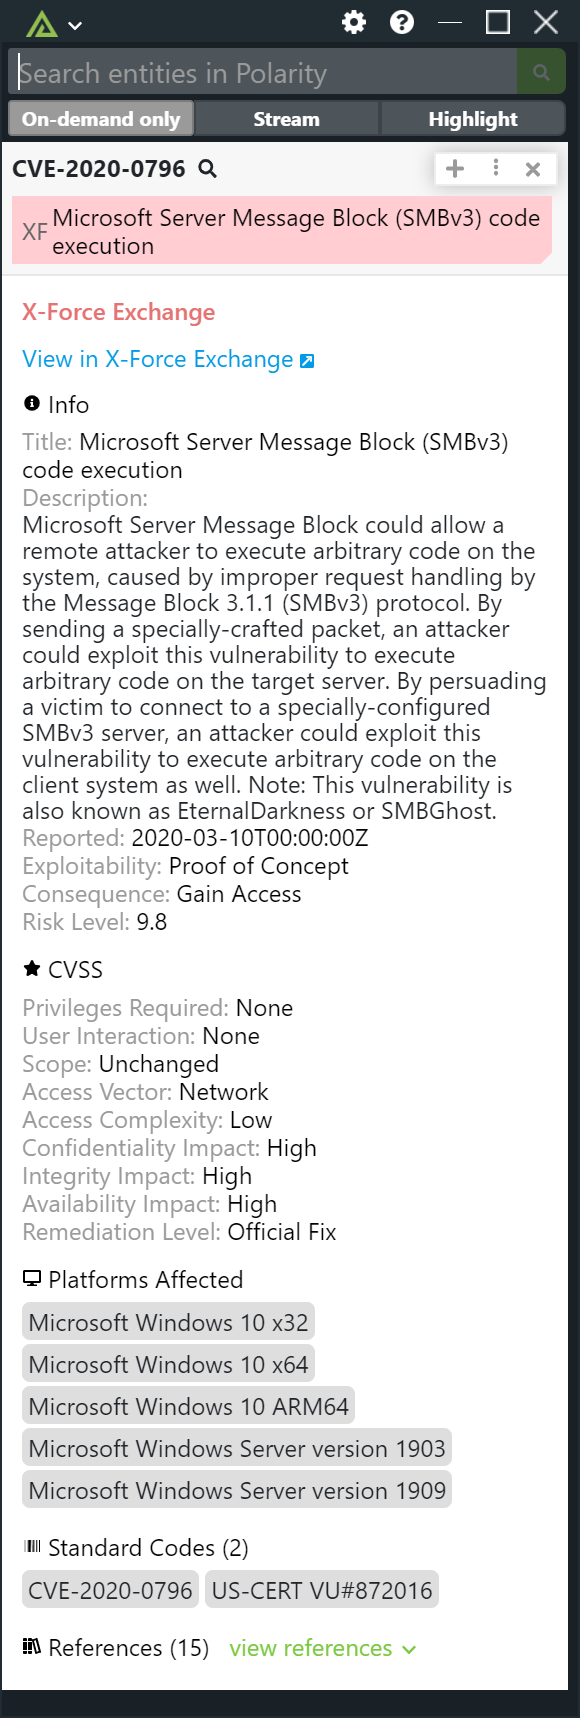 Search entities in Polarity
On-demand only Stream Highlight
CVE-2020-0796
XF Microsoft Server Message Block (SMBv3) code
execution
X-Force Exchange
View in X-Force Exchange
Info
Title: Microsoft Server Message Block (SMBv3)
code execution
Description:
Microsoft Server Message Block could allow a
remote attacker to execute arbitrary code on the
system, caused by improper request handling by
the Message Block 3.1.1 (SMBv3) protocol. By
sending a specially-crafted packet, an attacker
could exploit this vulnerability to execute
arbitrary code on the target server. By persuading
a victim to connect to a specially-configured
SMBv3 server, an attacker could exploit this
vulnerability to execute arbitrary code on the
client system as well. Note: This vulnerability is
also known as EternalDarkness or SMBGhost.
Reported: 2020-03-10T00:00:00Z
Exploitability: Proof of Concept
Consequence: Gain Access
Risk Level: 9.8
CVSS
Privileges Required: None
User Interaction: None
Scope: Unchanged
Access Vector: Network
Access Complexity: Low
Confidentiality Impact: High
Integrity Impact: High
Availability Impact: High
Remediation Level: Official Fix
Platforms Affected
Microsoft Windows 10 x32
Microsoft Windows 10 x64
Microsoft Windows 10 ARM64
Microsoft Windows Server version 1903
Microsoft Windows Server version 1909
Standard Codes (2)
CVE-2020-0796 US-CERT VU#872016
References (15) view references